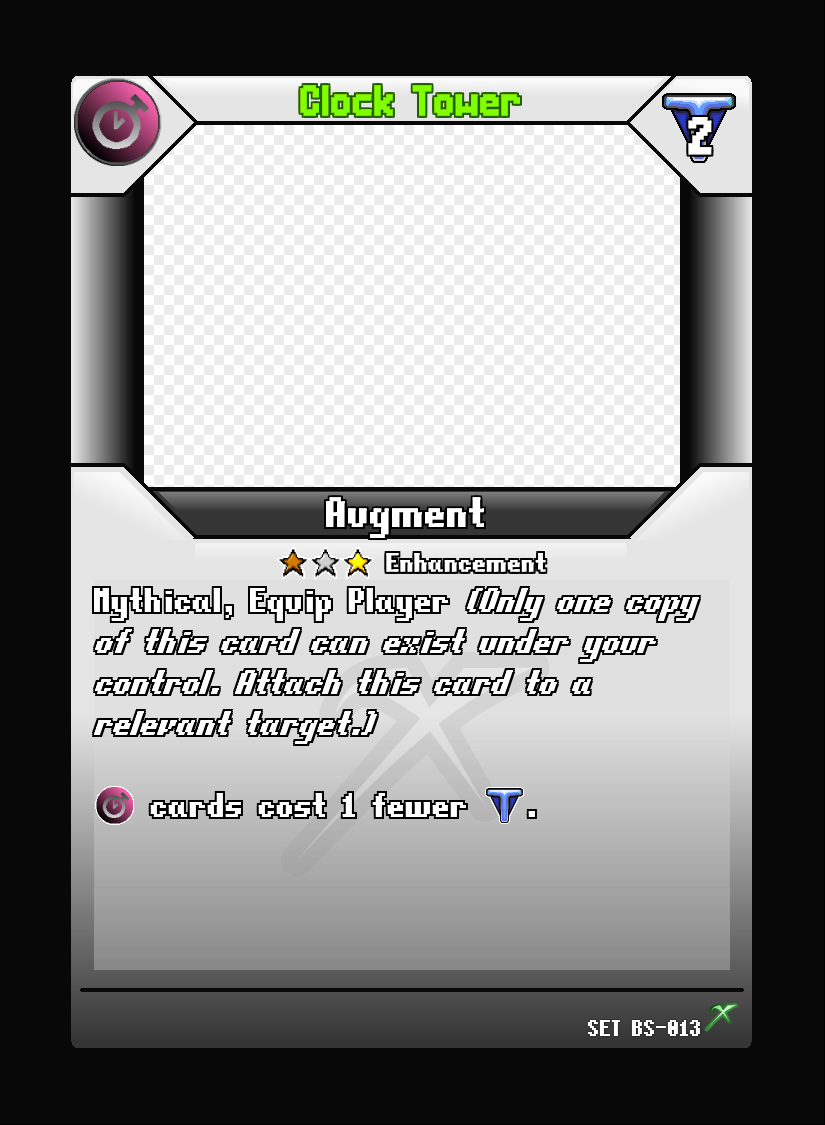 Clock Tower
2
Augment
Enhancement
Mythical, Equip Player (Only one copy
of this card can exist under your
control. Attach this card to a
relevant target.)
cards cost 1 fewer T.
SET BS-013